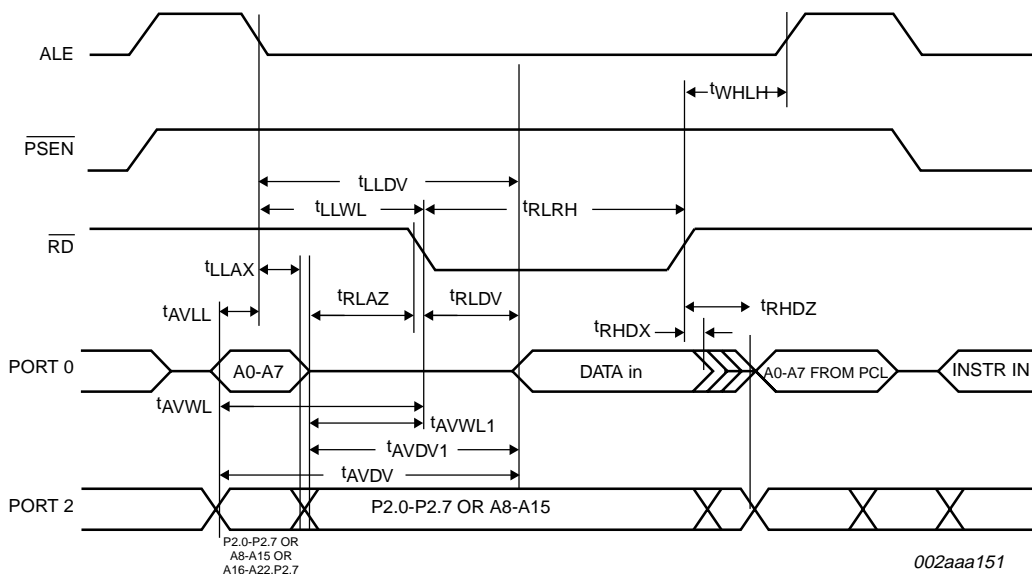 ALE
tWHLH
PSEN
tLLDV
tLLWL
tRLRH
RD
tLLAX
tAVLL
tRLAZ
tRLDV
tRHDZ
tRHDX
PORT 0
A0-A7
DATA in
A0-A7 FROM PCL
INSTR IN
tAVWL
tAVWL1
tAVDV1
tAVDV
PORT 2
P2.0-P2.7 OR A8-A15
P2.0-P2.7 OR
A8-A15 OR
A16-A22,P2.7
002aaa151